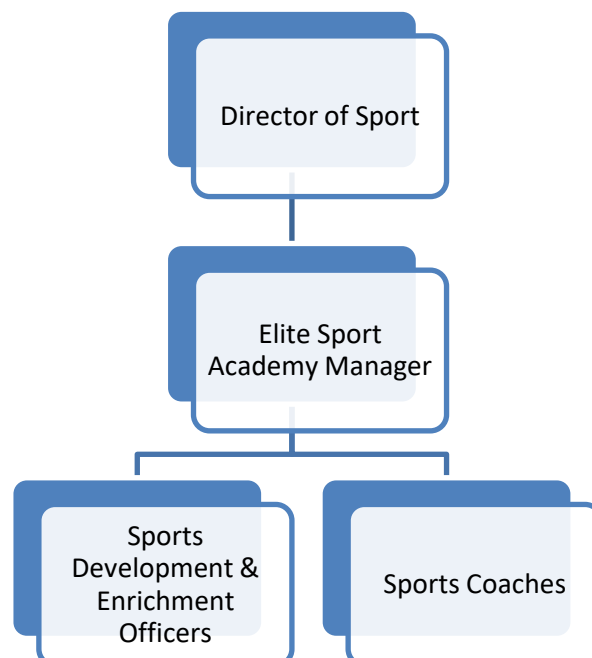 Director of Sport
Elite Sport
Academy Manager
Sports
Development &
Enrichment
Officers
Sports Coaches